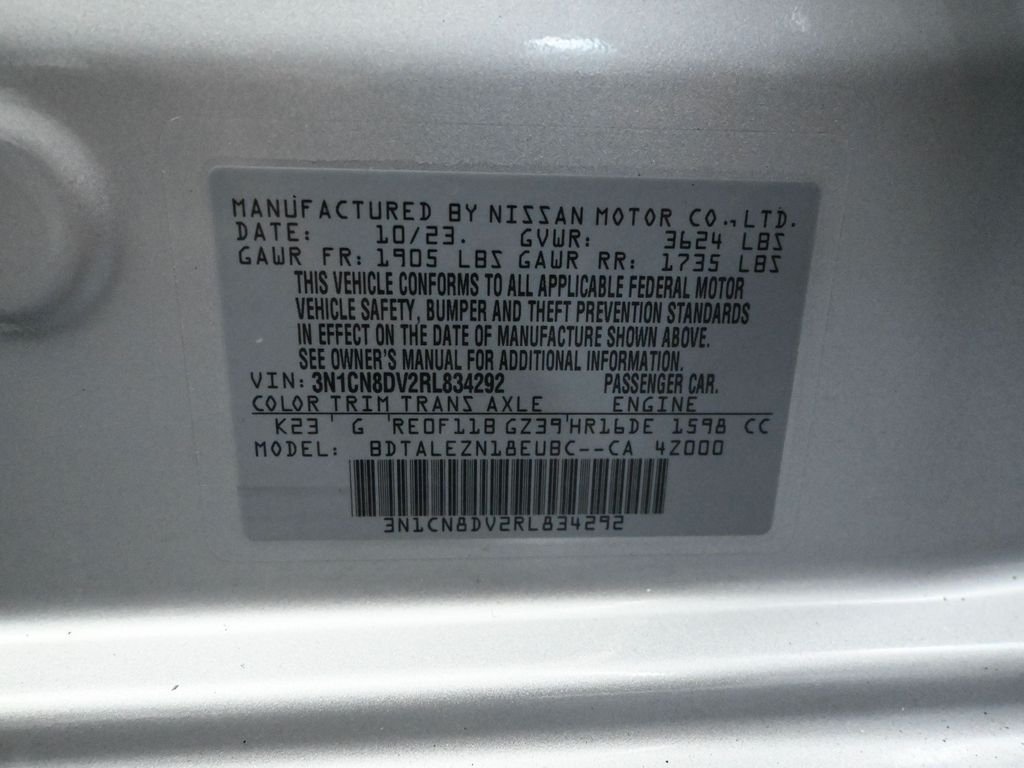 MANUFACTURED BY NISSAN MOTOR CO.,LTD.
DATE: 10/23. GVWR: 3624 LBS
GAWR FR: 1905 LBS GAWR RR: 1735 LBS
THIS VEHICLE CONFORMS TO ALL APPLICABLE FEDERAL MOTOR
VEHICLE SAFETY, BUMPER AND THEFT PREVENTION STANDARDS
IN EFFECT ON THE DATE OF MANUFACTURE SHOWN ABOVE.
SEE OWNER'S MANUAL FOR ADDITIONAL INFORMATION.
VIN: 3N1CN8DV2RL834292 PASSENGER CAR.
COLOR TRIM TRANS AXLE ENGINE
K23 G RE0F11B GZ39 HR16DE 1598 CC
MODEL: BDTALEZN18EUBC--CA 4Z000
3N1CN8DV2RL834292